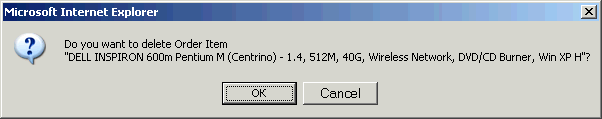 Microsoft Internet Explorer
Do you want to delete Order Item
"DELL INSPIRON 600m Pentium M (Centrino) - 1.4, 512M, 40G, Wireless Network, DVD/CD Burner, Win XP H"?
OK
Cancel